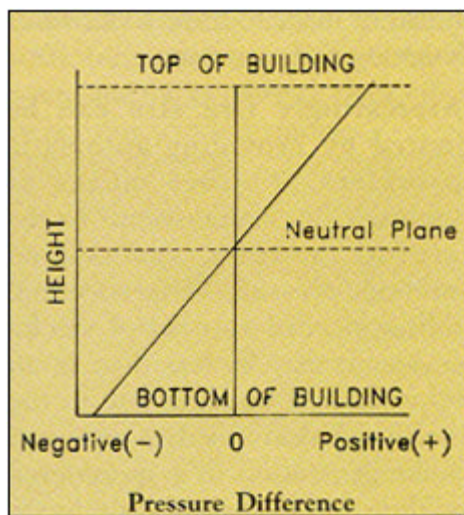 TOP OF BUILDING
Neutral Plane
HEIGHT
BOTTOM OF BUILDING
Negative(-) 0 Positive(+)
Pressure Difference